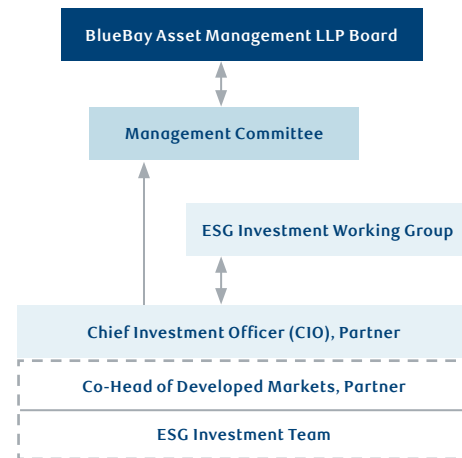 BlueBay Asset Management LLP Board
Management Committee
ESG Investment Working Group
Chief Investment Officer (CIO), Partner
Co-Head of Developed Markets, Partner
ESG Investment Team